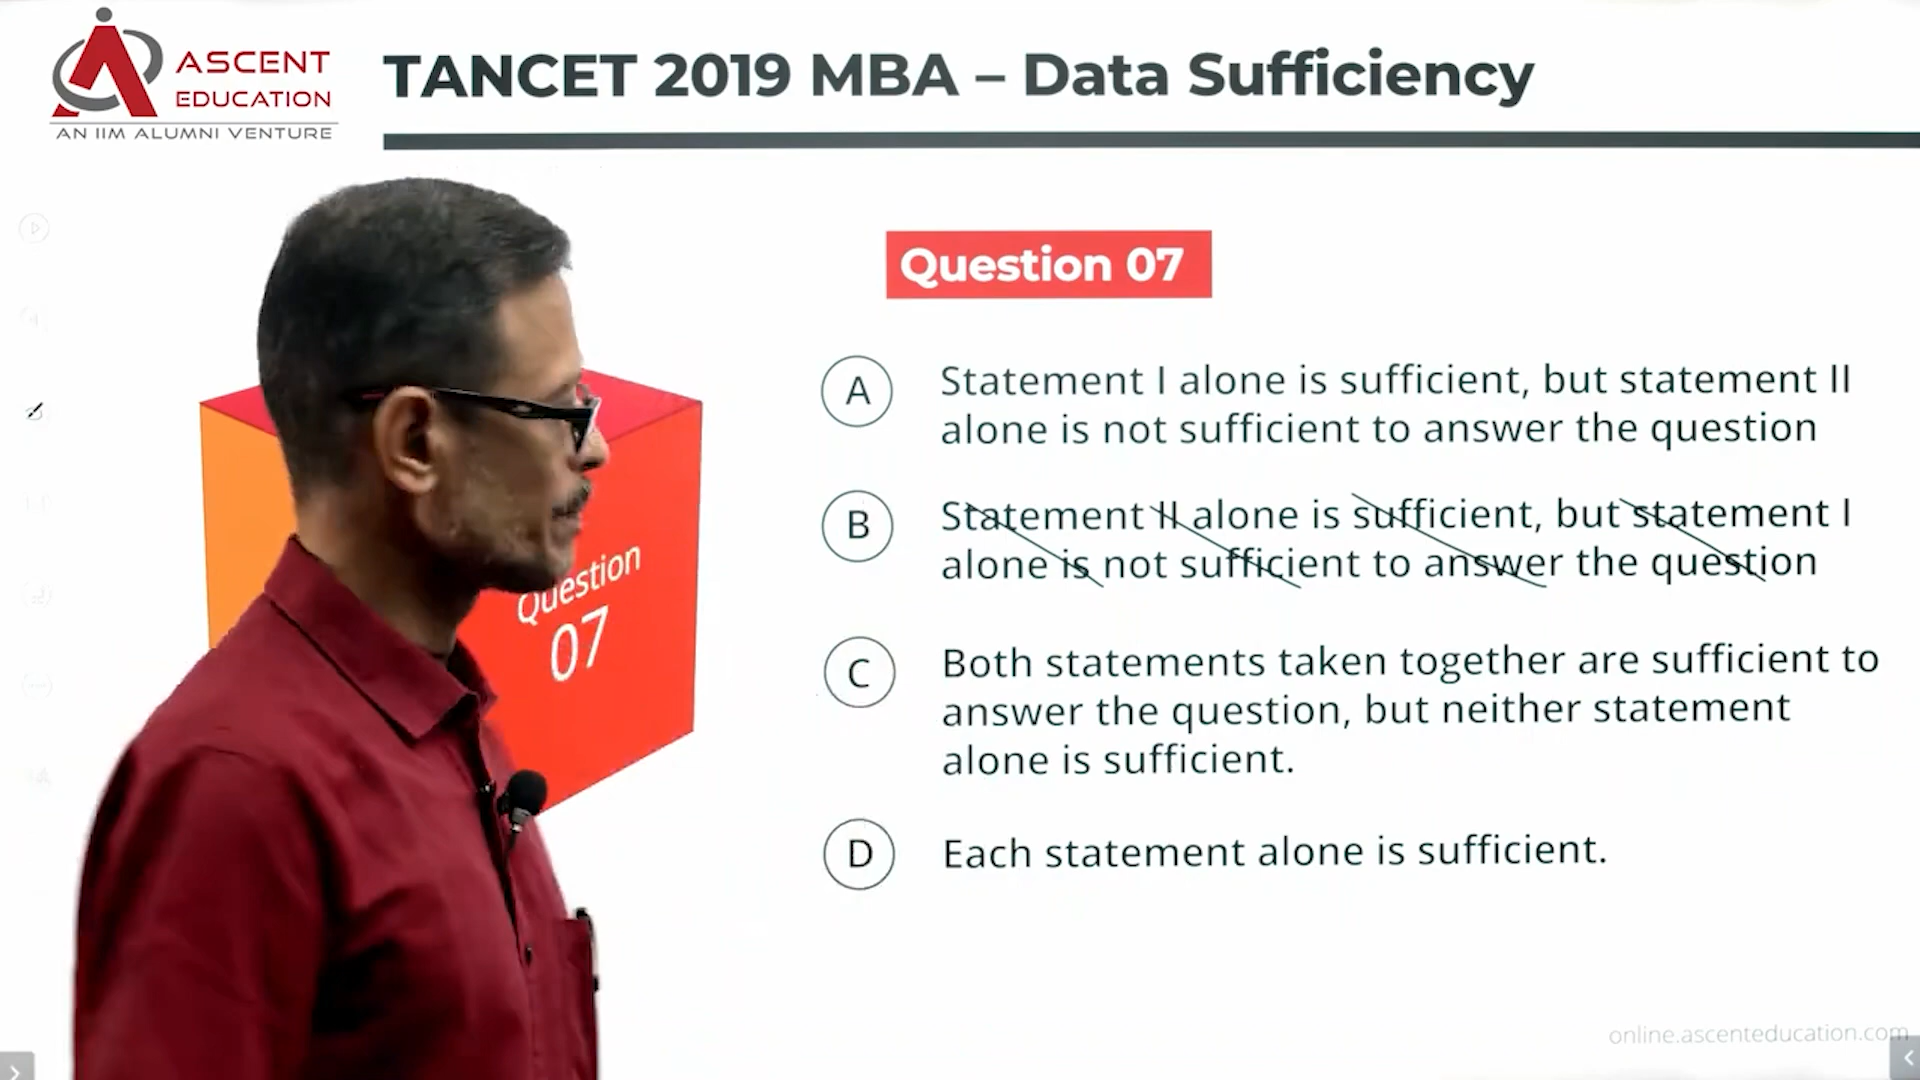 ASCENT
EDUCATION
AN IIM ALUMNI VENTURE
TANCET 2019 MBA – Data Sufficiency
Question 07
A
Statement I alone is sufficient, but statement II
alone is not sufficient to answer the question
B
Statement II alone is sufficient, but statement I
alone is not sufficient to answer the question
C
Both statements taken together are sufficient to
answer the question, but neither statement
alone is sufficient.
D
Each statement alone is sufficient.
Question
07
online.ascenteducation.com